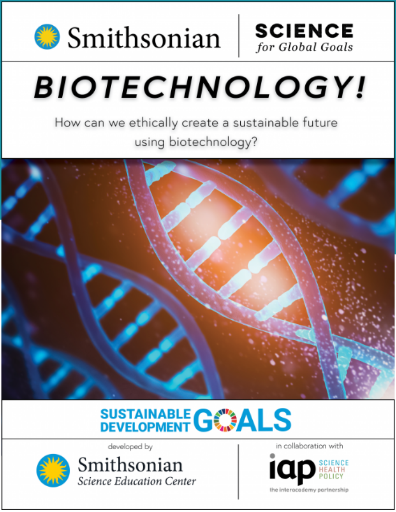 Smithsonian
SCIENCE
for Global Goals
BIOTECHNOLOGY!
How can we ethically create a sustainable future
using biotechnology?
SUSTAINABLE
DEVELOPMENT
GOALS
developed by
Smithsonian
Science Education Center
in collaboration with
iap
SCIENCE
HEALTH
POLICY
the interacademy partnership